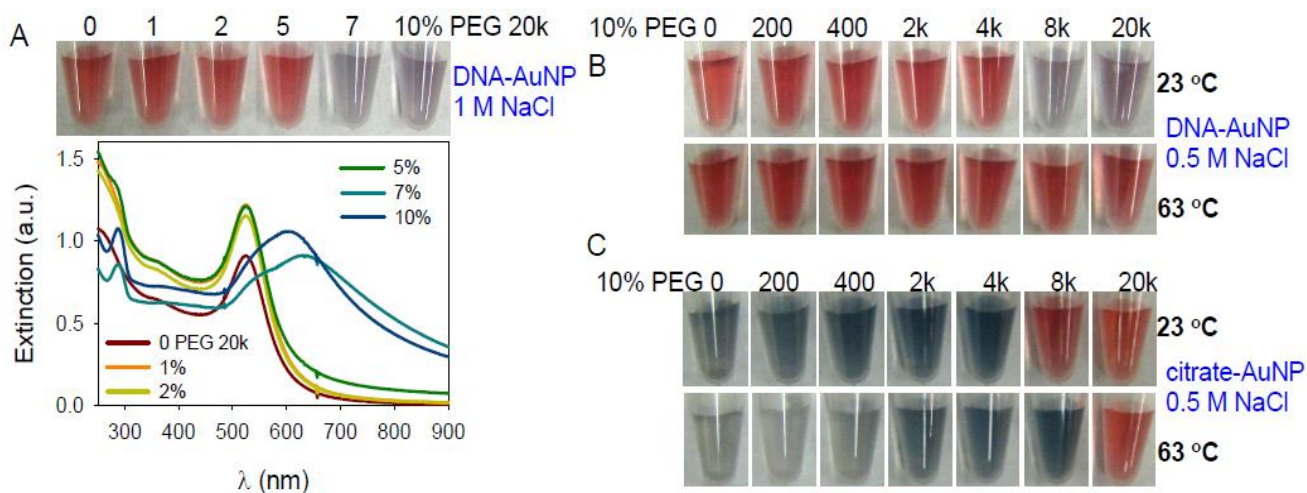 A
0 1 2 5 7 10% PEG 20k
DNA-AuNP
1 M NaCl
1.5
1.0
0.5
0.0
Extinction (a.u.)
5%
7%
10%
0 PEG 20k
1%
2%
300 400 500 600 700 800 900
λ (nm)
10% PEG 0 200 400 2k 4k 8k 20k
B
23 °C
DNA-AuNP
0.5 M NaCl
63 °C
C
10% PEG 0 200 400 2k 4k 8k 20k
23 °C
citrate-AuNP
0.5 M NaCl
63 °C